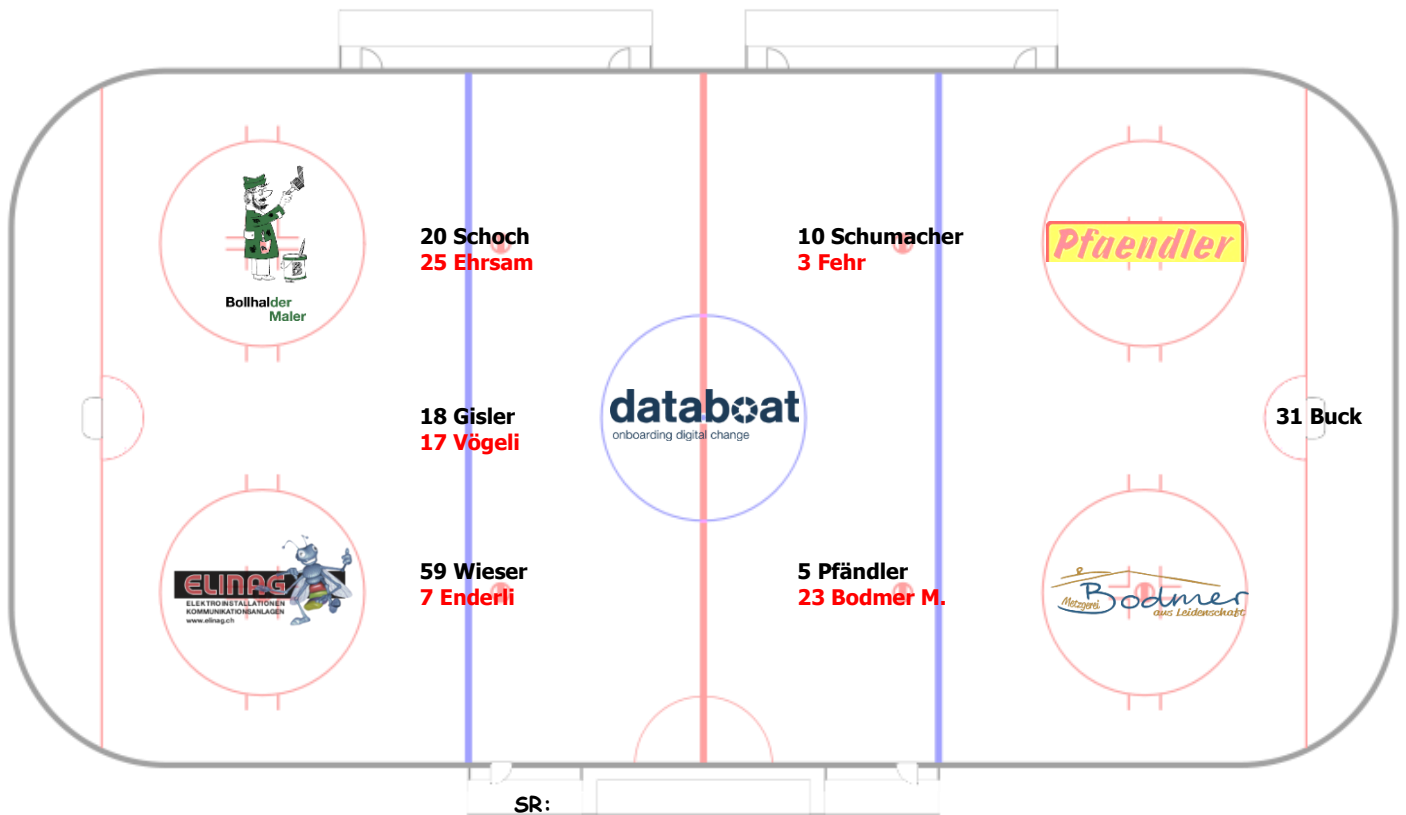 20 Schoch
25 Ehrsam
10 Schumacher
3 Fehr
Pfaendler
Bollhalder
Maler
18 Gisler
17 Vögeli
databoat
onboarding digital change
31 Buck
ELINAG
ELEKTROINSTALLATIONEN
KOMMUNIKATIONSANLAGEN
www.elinag.ch
59 Wieser
7 Enderli
5 Pfändler
23 Bodmer M.
Metzgerei
Bodmer
aus Leidenschaft
SR: